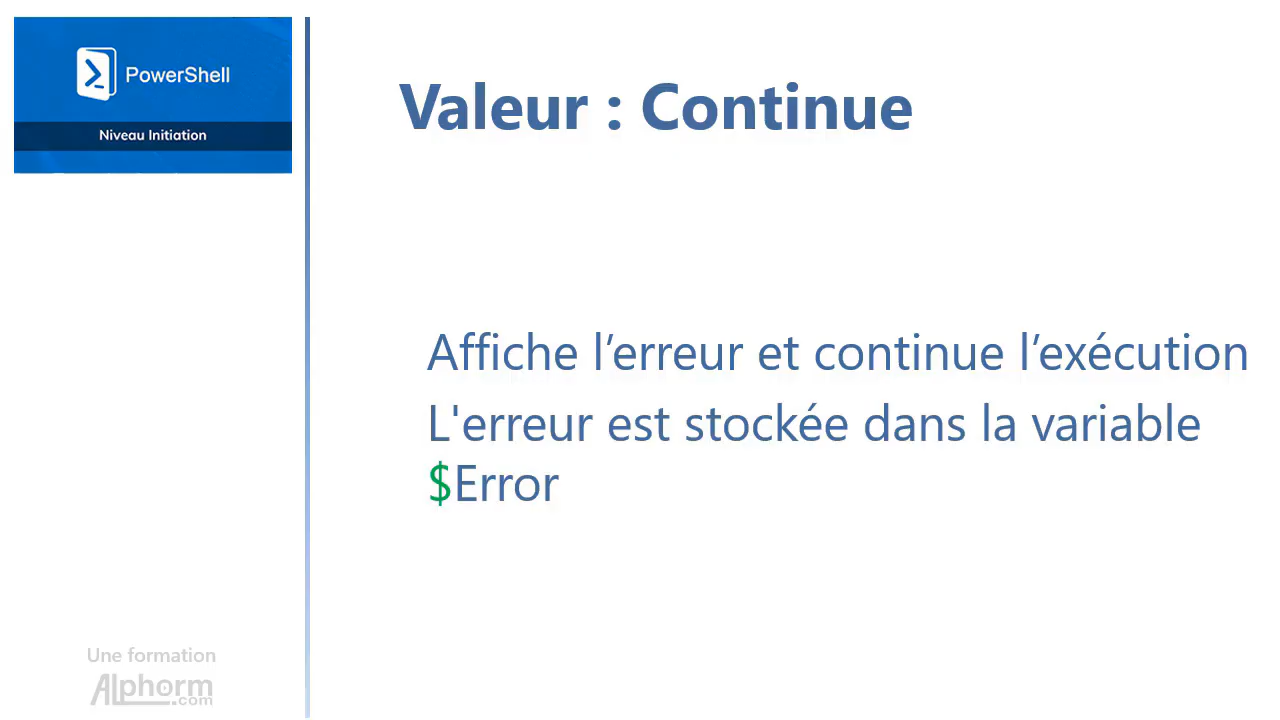 PowerShell
Niveau Initiation
Valeur : Continue
Affiche l’erreur et continue l’exécution
L'erreur est stockée dans la variable
$Error
Une formation
Alphorm
.com